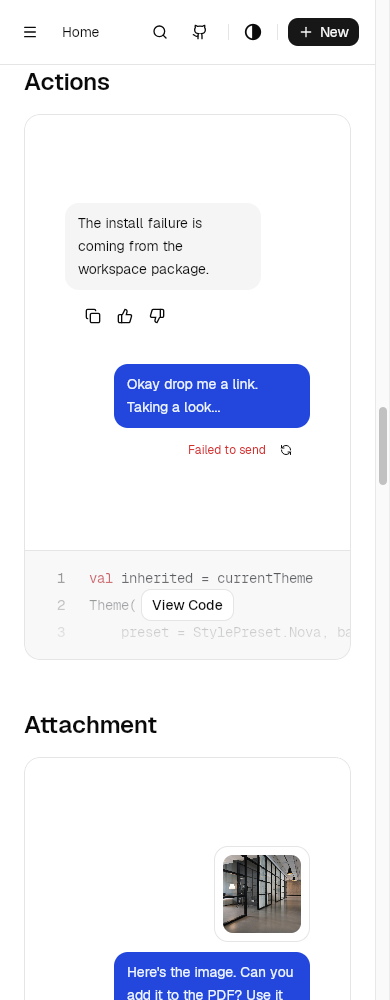 Home
New
Actions
The install failure is
coming from the
workspace package.
Okay drop me a link.
Taking a look...
Failed to send
1 val inherited = currentTheme
2 Theme(
View Code
3 preset = StylePreset.Nova, ba
Attachment
Here's the image. Can you
add it to the PDF? Use it